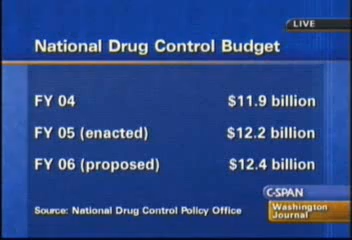 LIVE
National Drug Control Budget
FY 04 $11.9 billion
FY 05 (enacted) $12.2 billion
FY 06 (proposed) $12.4 billion
C-SPAN
Washington
Journal
Source: National Drug Control Policy Office